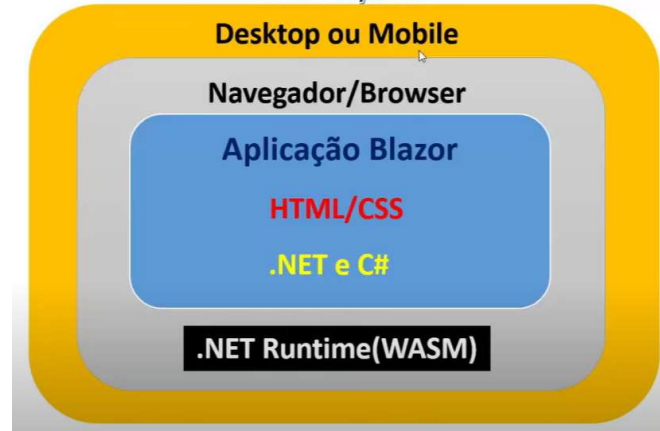 Desktop ou Mobile
Navegador/Browser
Aplicação Blazor
HTML/CSS
.NET e C#
.NET Runtime(WASM)